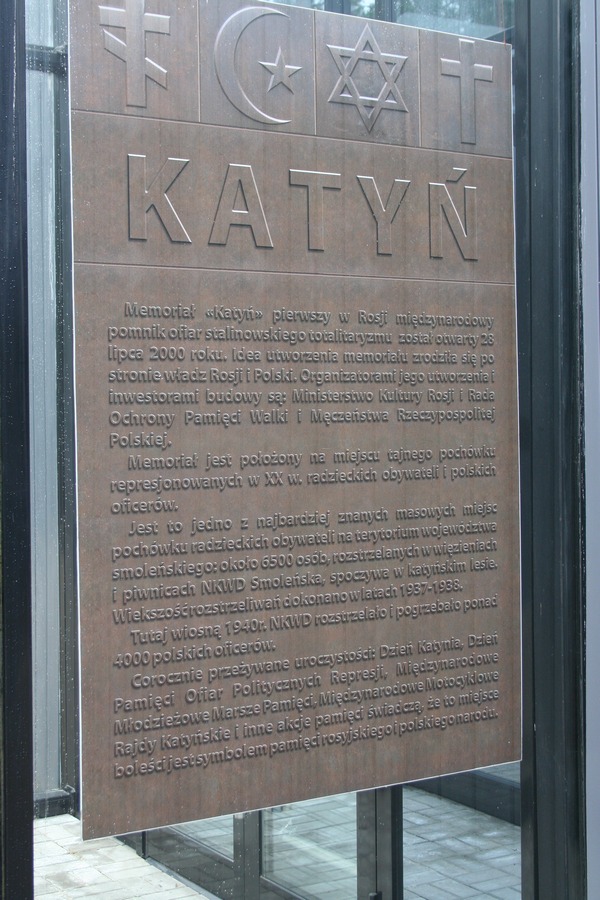 KATYŃ
Memoriał «Katyń» pierwszy w Rosji międzynarodowy
pomnik ofiar stalinowskiego totalitaryzmu został otwarty 28
lipca 2000 roku. Idea utworzenia memoriału zrodziła się po
stronie władz Rosji i Polski. Organizatorami jego utworzenia i
inwestorami budowy są: Ministerstwo Kultury Rosji i Rada
Ochrony Pamięci Walki i Męczeństwa Rzeczypospolitej
Polskiej.
Memoriał jest położony na miejscu tajnego pochówku
represjonowanych w XX w. radzieckich obywateli i polskich
oficerów.
Jest to jedno z najbardziej znanych masowych miejsc
pochówku radzieckich obywateli na terytorium województwa
smoleńskiego: około 6500 osób, rozstrzelanych w więzieniach
i piwnicach NKWD Smoleńska, spoczywa w katyńskim lesie.
Wiekszość rozstrzeliwań dokonano w latach 1937-1938.
Tutaj wiosną 1940r. NKWD rozstrzelało i pogrzebało ponad
4000 polskich oficerów.
Corocznie przeżywane uroczystości: Dzień Katynia, Dzień
Pamięci Ofiar Politycznych Represji, Międzynarodowe
Młodzieżowe Marsze Pamięci, Międzynarodowe Motocyklowe
Rajdy Katyńskie i inne akcje pamięci świadczą, że to miejsce
boleści jest symbolem pamięci rosyjskiego i polskiego narodu.